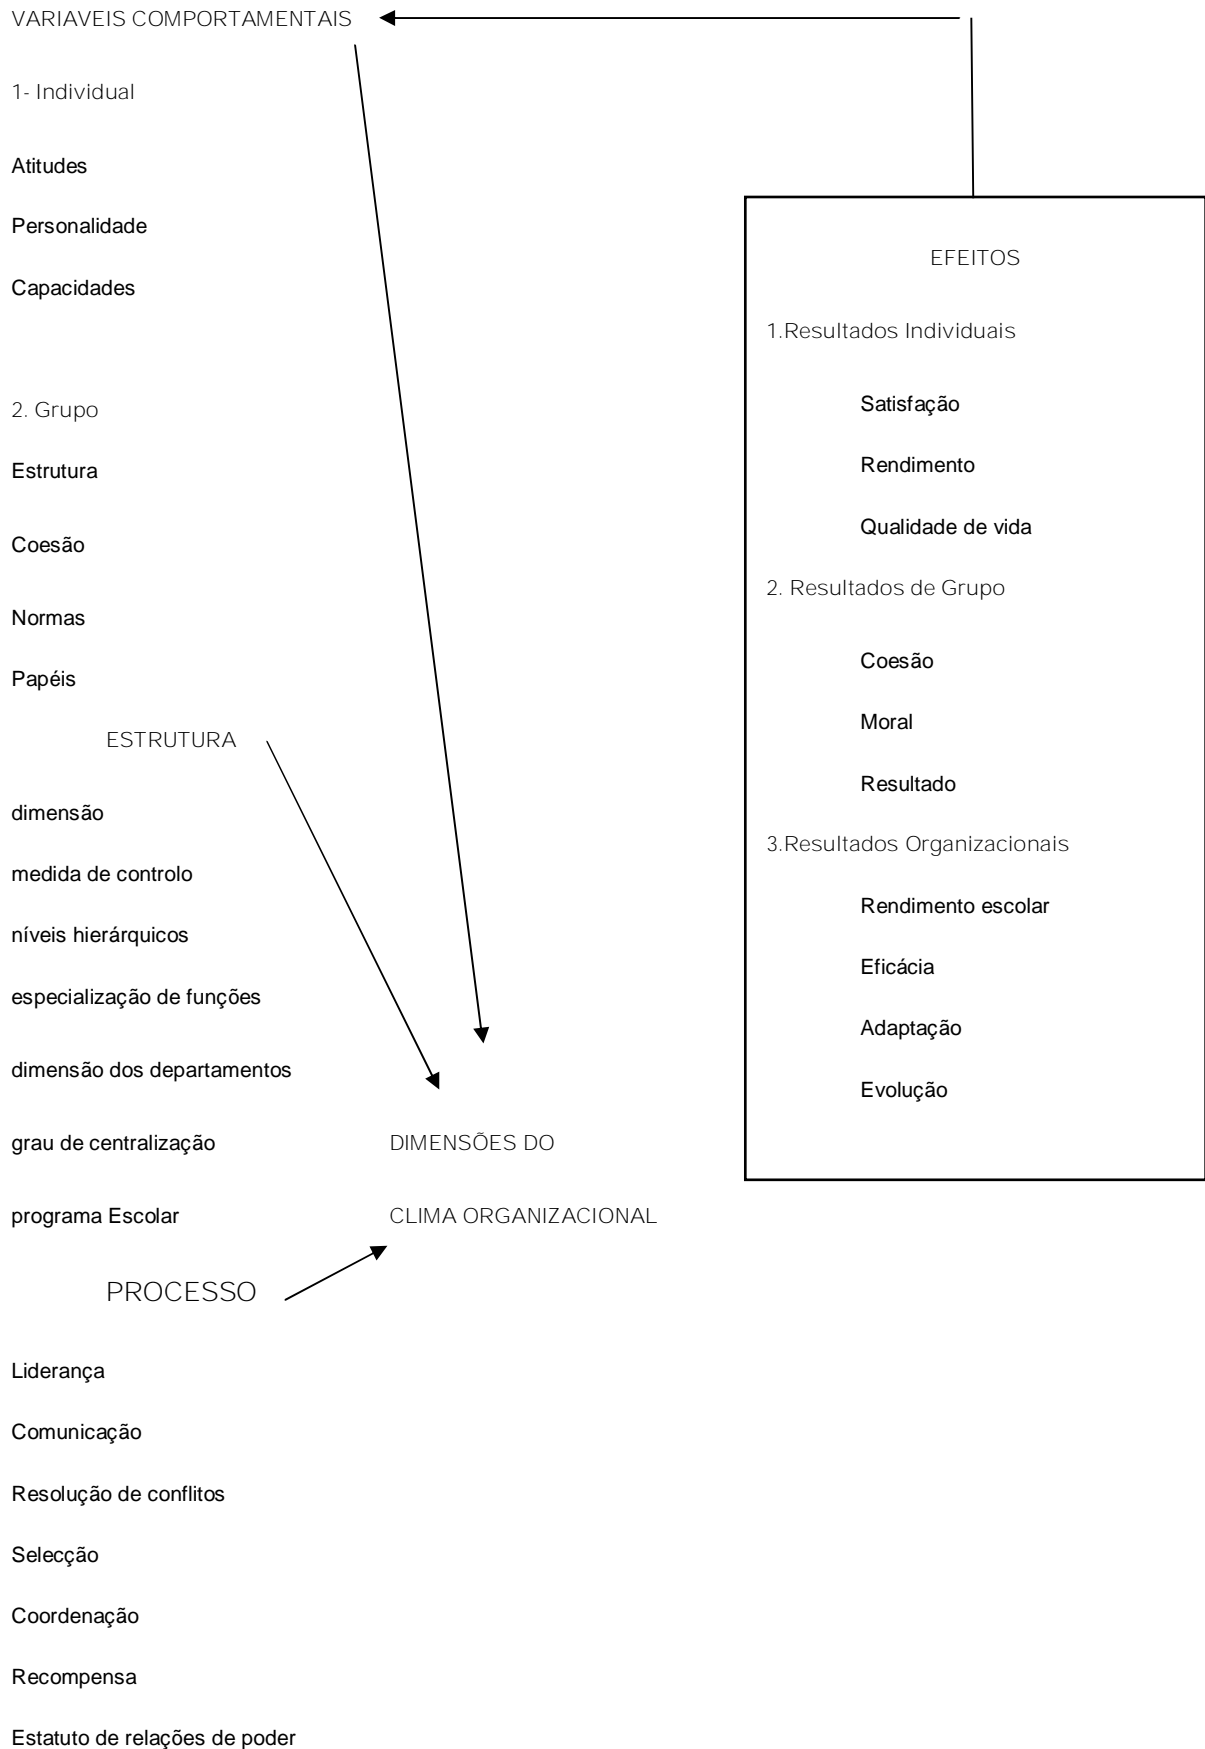 VARIAVEIS COMPORTAMENTAIS
1- Individual
Atitudes
Personalidade
Capacidades
2. Grupo
Estrutura
Coesão
Normas
Papéis
ESTRUTURA
dimensão
medida de controlo
níveis hierárquicos
especialização de funções
dimensão dos departamentos
grau de centralização
programa Escolar
DIMENSÕES DO
CLIMA ORGANIZACIONAL
PROCESSO
Liderança
Comunicação
Resolução de conflitos
Selecção
Coordenação
Recompensa
Estatuto de relações de poder
EFEITOS
1.Resultados Individuais
Satisfação
Rendimento
Qualidade de vida
2. Resultados de Grupo
Coesão
Moral
Resultado
3.Resultados Organizacionais
Rendimento escolar
Eficácia
Adaptação
Evolução